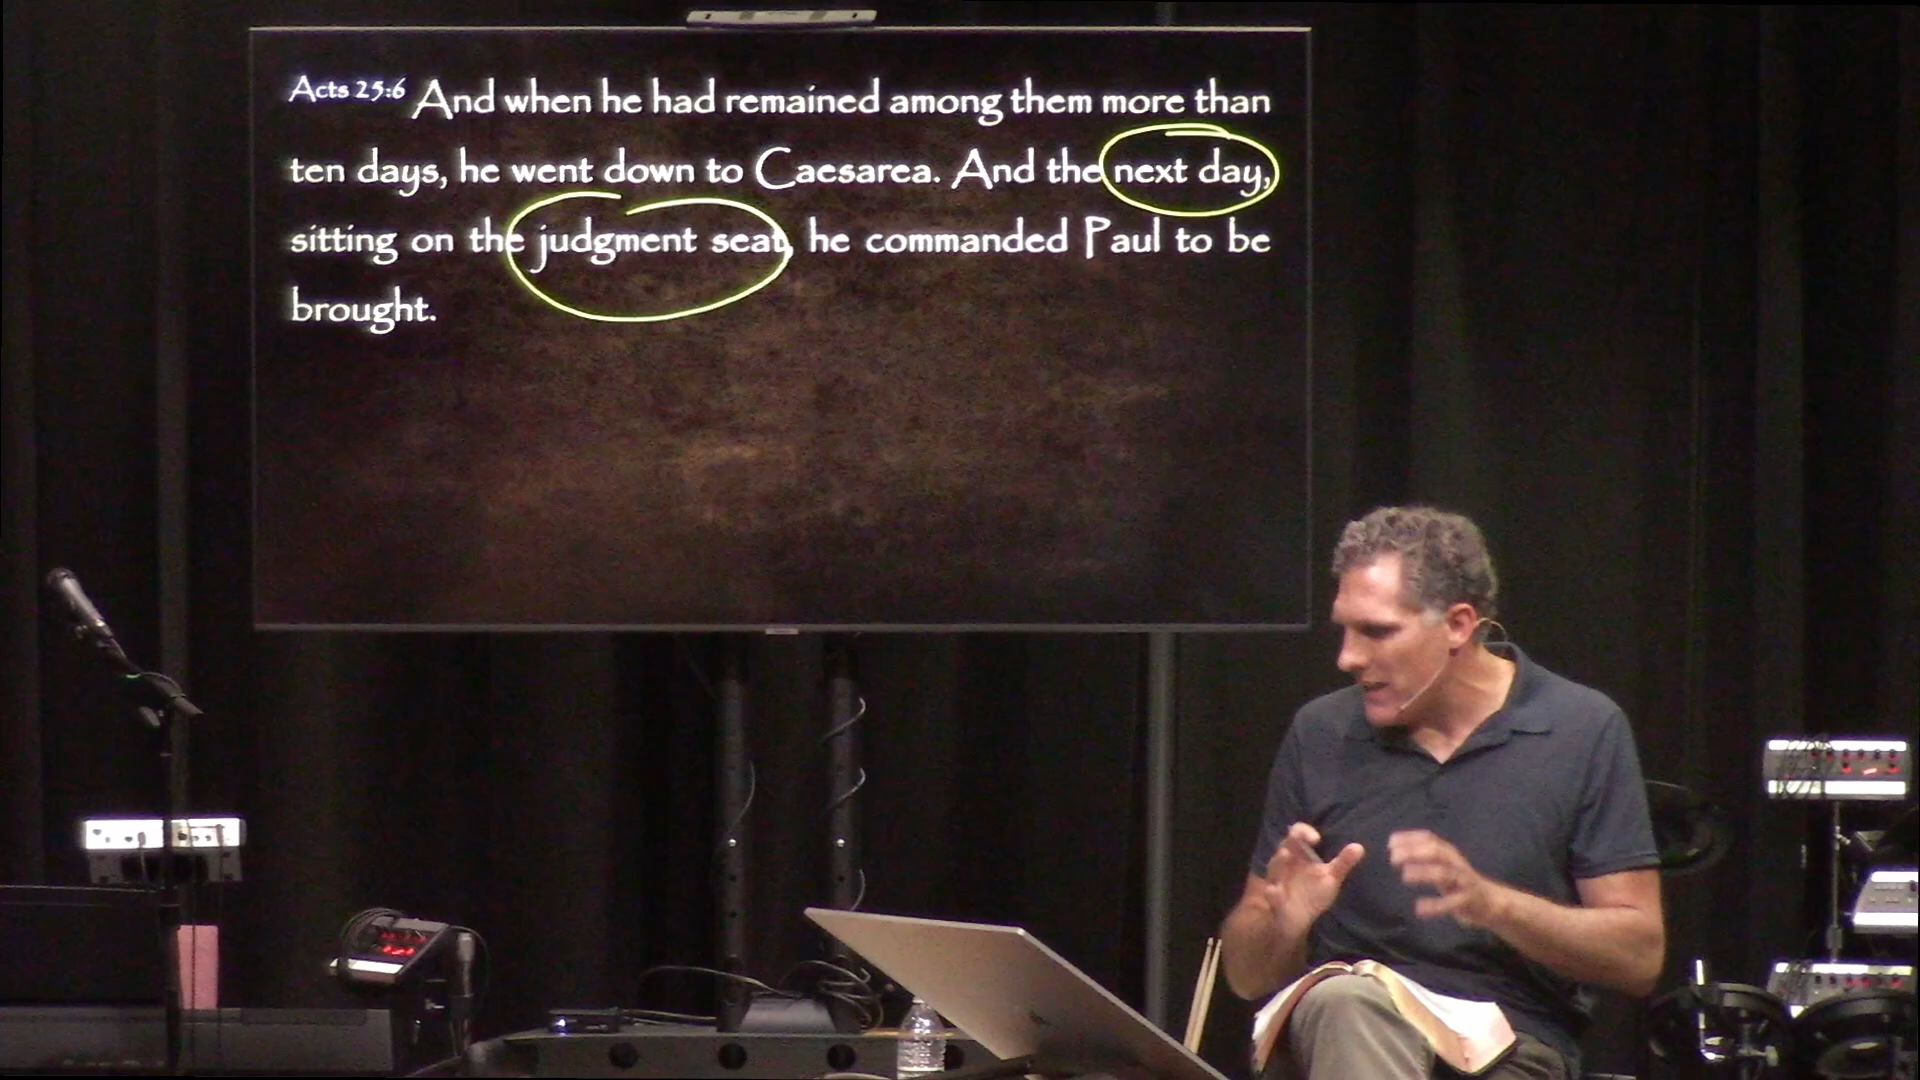 Acts 25:6 And when he had remained among them more than
ten days, he went down to Caesarea. And the next day,
sitting on the judgment seat, he commanded Paul to be
brought.